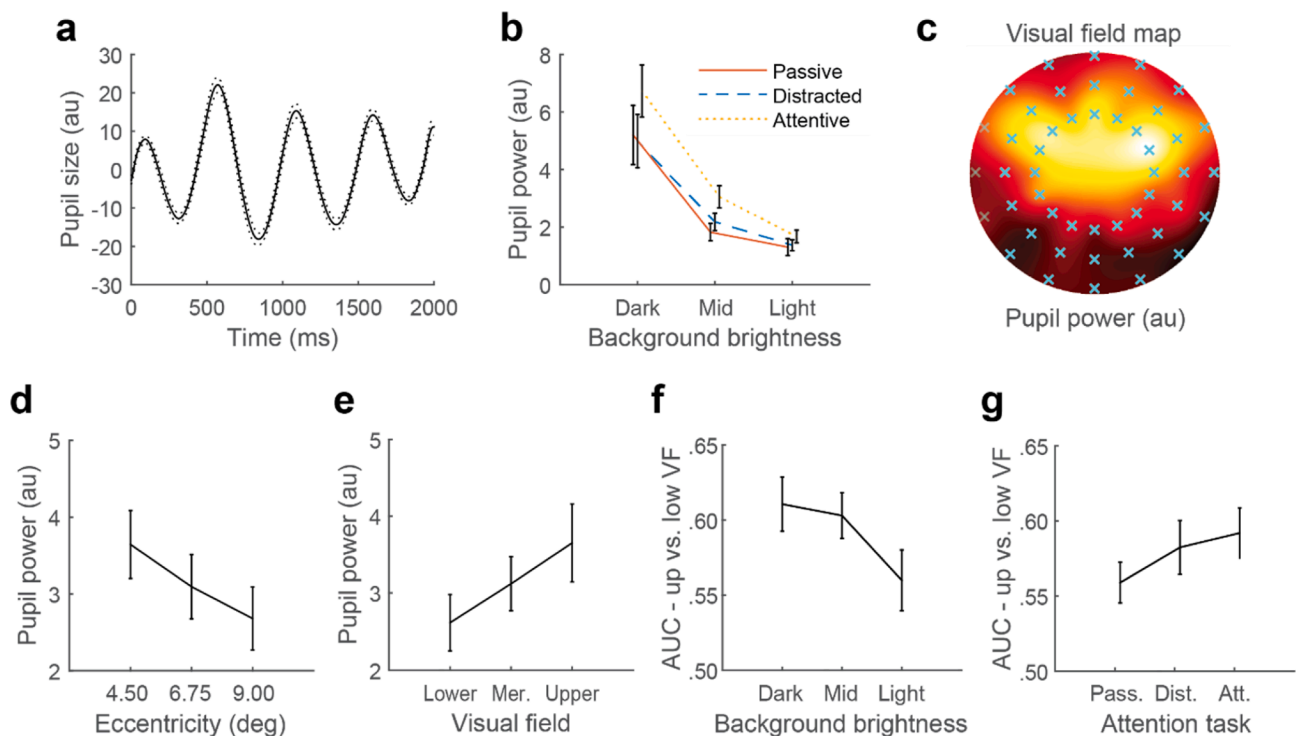 a
30
20
10
0
-10
-20
-30
Pupil size (au)
0 500 1000 1500 2000
Time (ms)
b
8
6
4
2
0
Pupil power (au)
Passive
Distracted
Attentive
Dark Mid Light
Background brightness
c
Visual field map
Pupil power (au)
d
5
4
3
2
Pupil power (au)
4.50 6.75 9.00
Eccentricity (deg)
e
5
4
3
2
Pupil power (au)
Lower Mer. Upper
Visual field
f
.65
.60
.55
.50
AUC - up vs. low VF
Dark Mid Light
Background brightness
g
.65
.60
.55
.50
AUC - up vs. low VF
Pass. Dist. Att.
Attention task